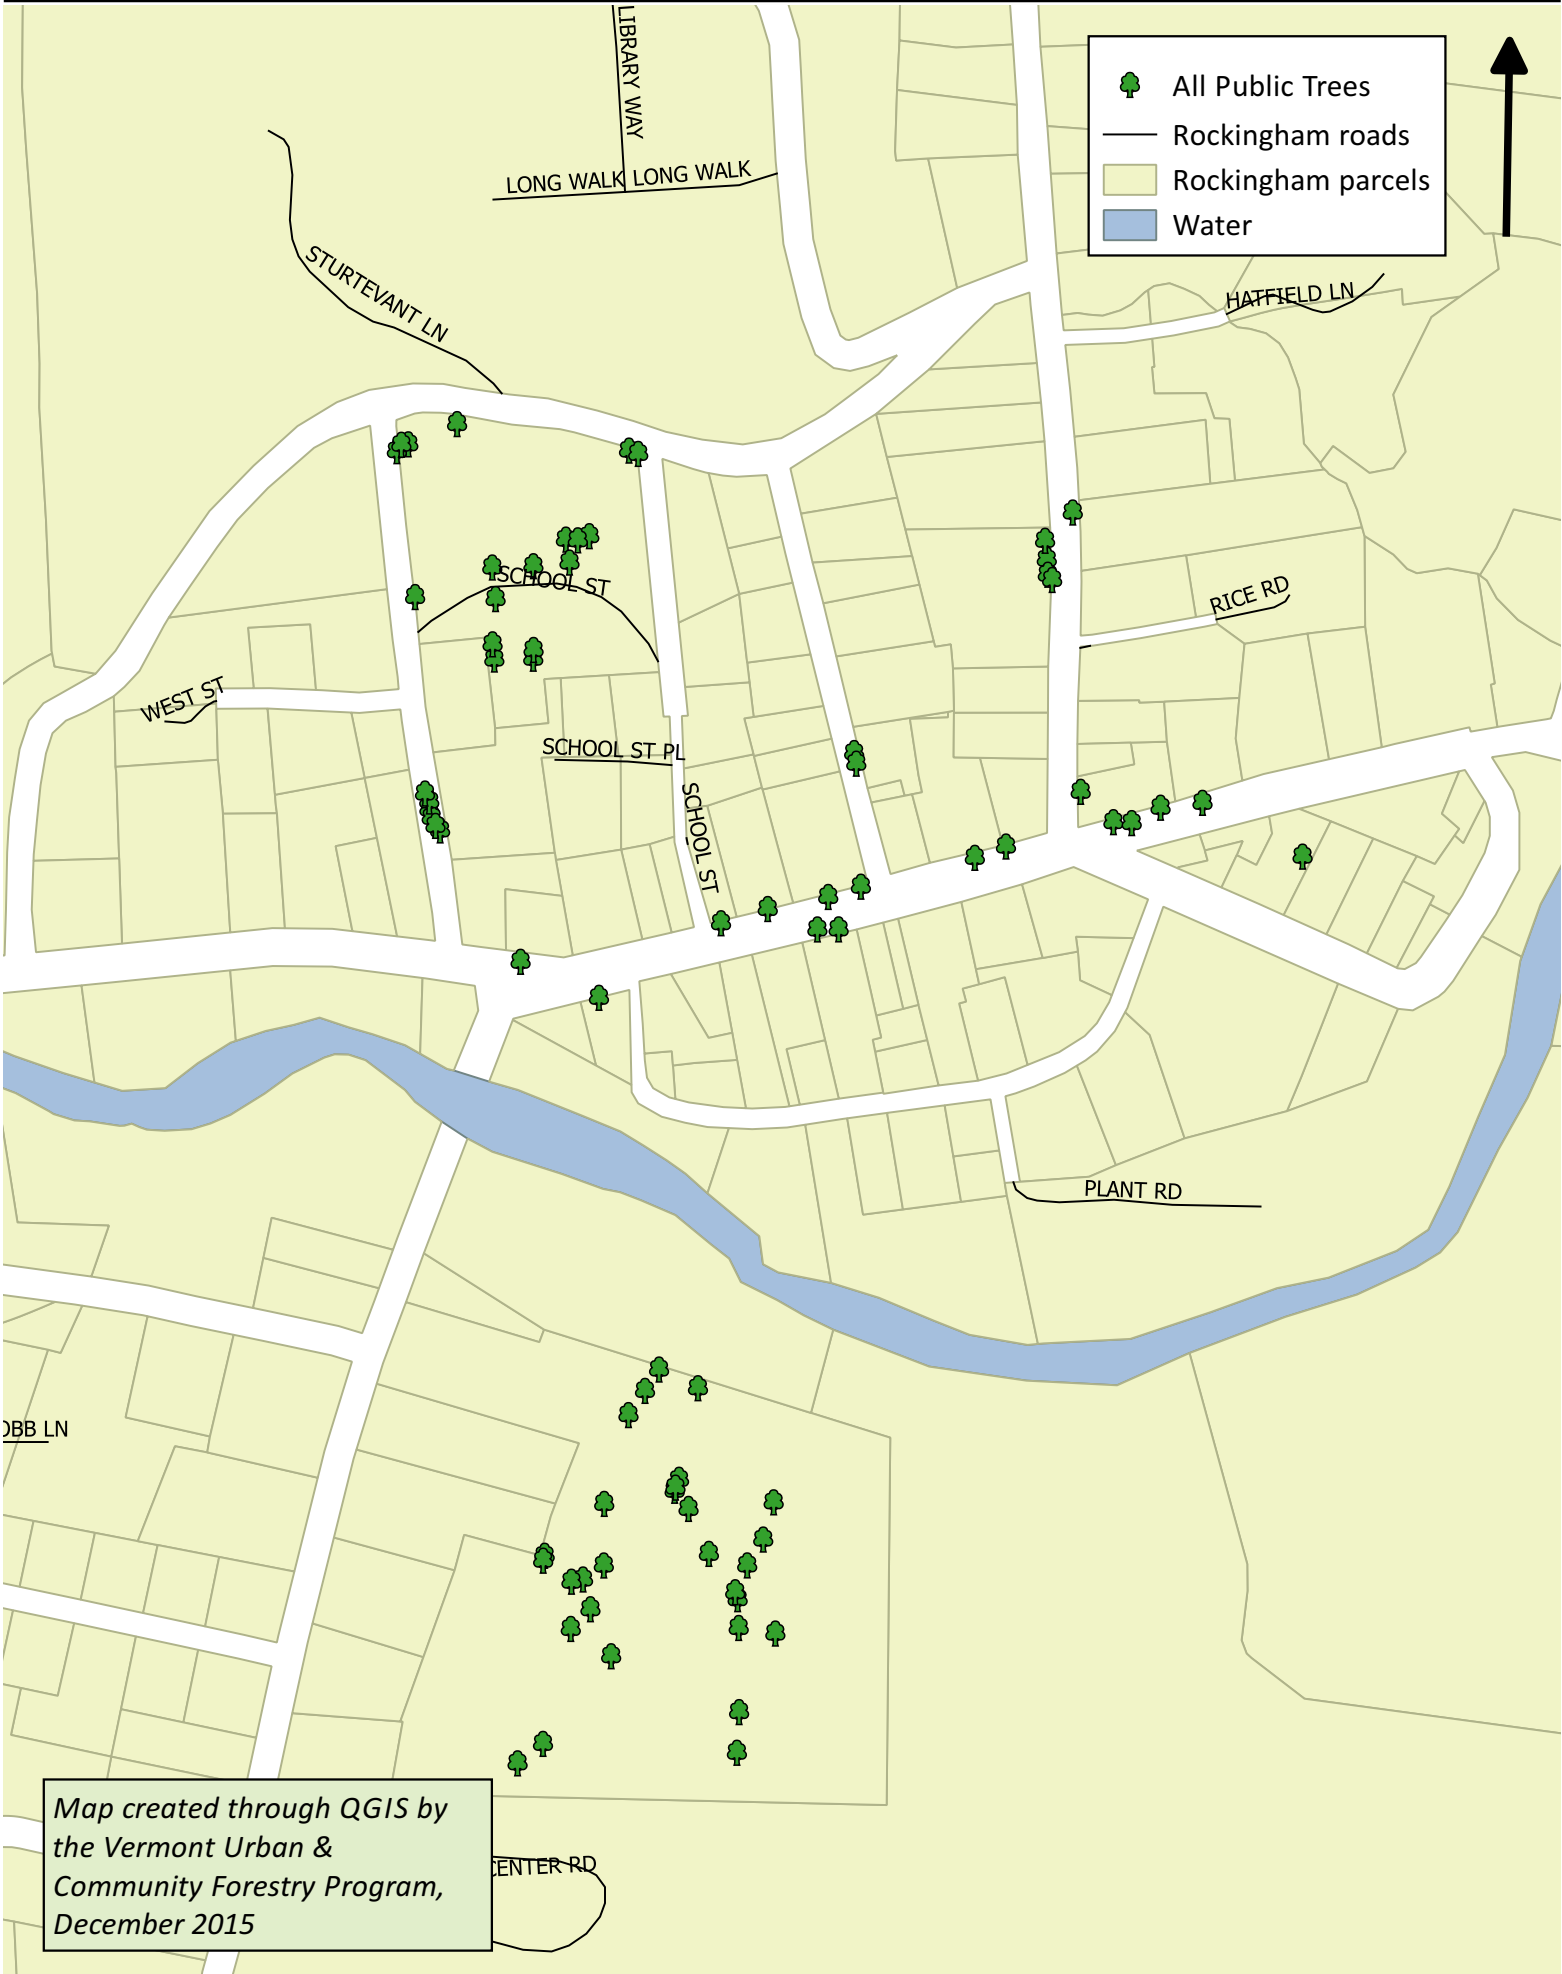 LIBRARY WAY
All Public Trees
Rockingham roads
Rockingham parcels
Water
LONG WALK LONG WALK
STURTEVANT LN
HATFIELD LN
SCHOOL ST
RICE RD
WEST ST
SCHOOL ST PL
SCHOOL ST
PLANT RD
OBB LN
Map created through QGIS by
the Vermont Urban &
Community Forestry Program,
December 2015
CENTER RD